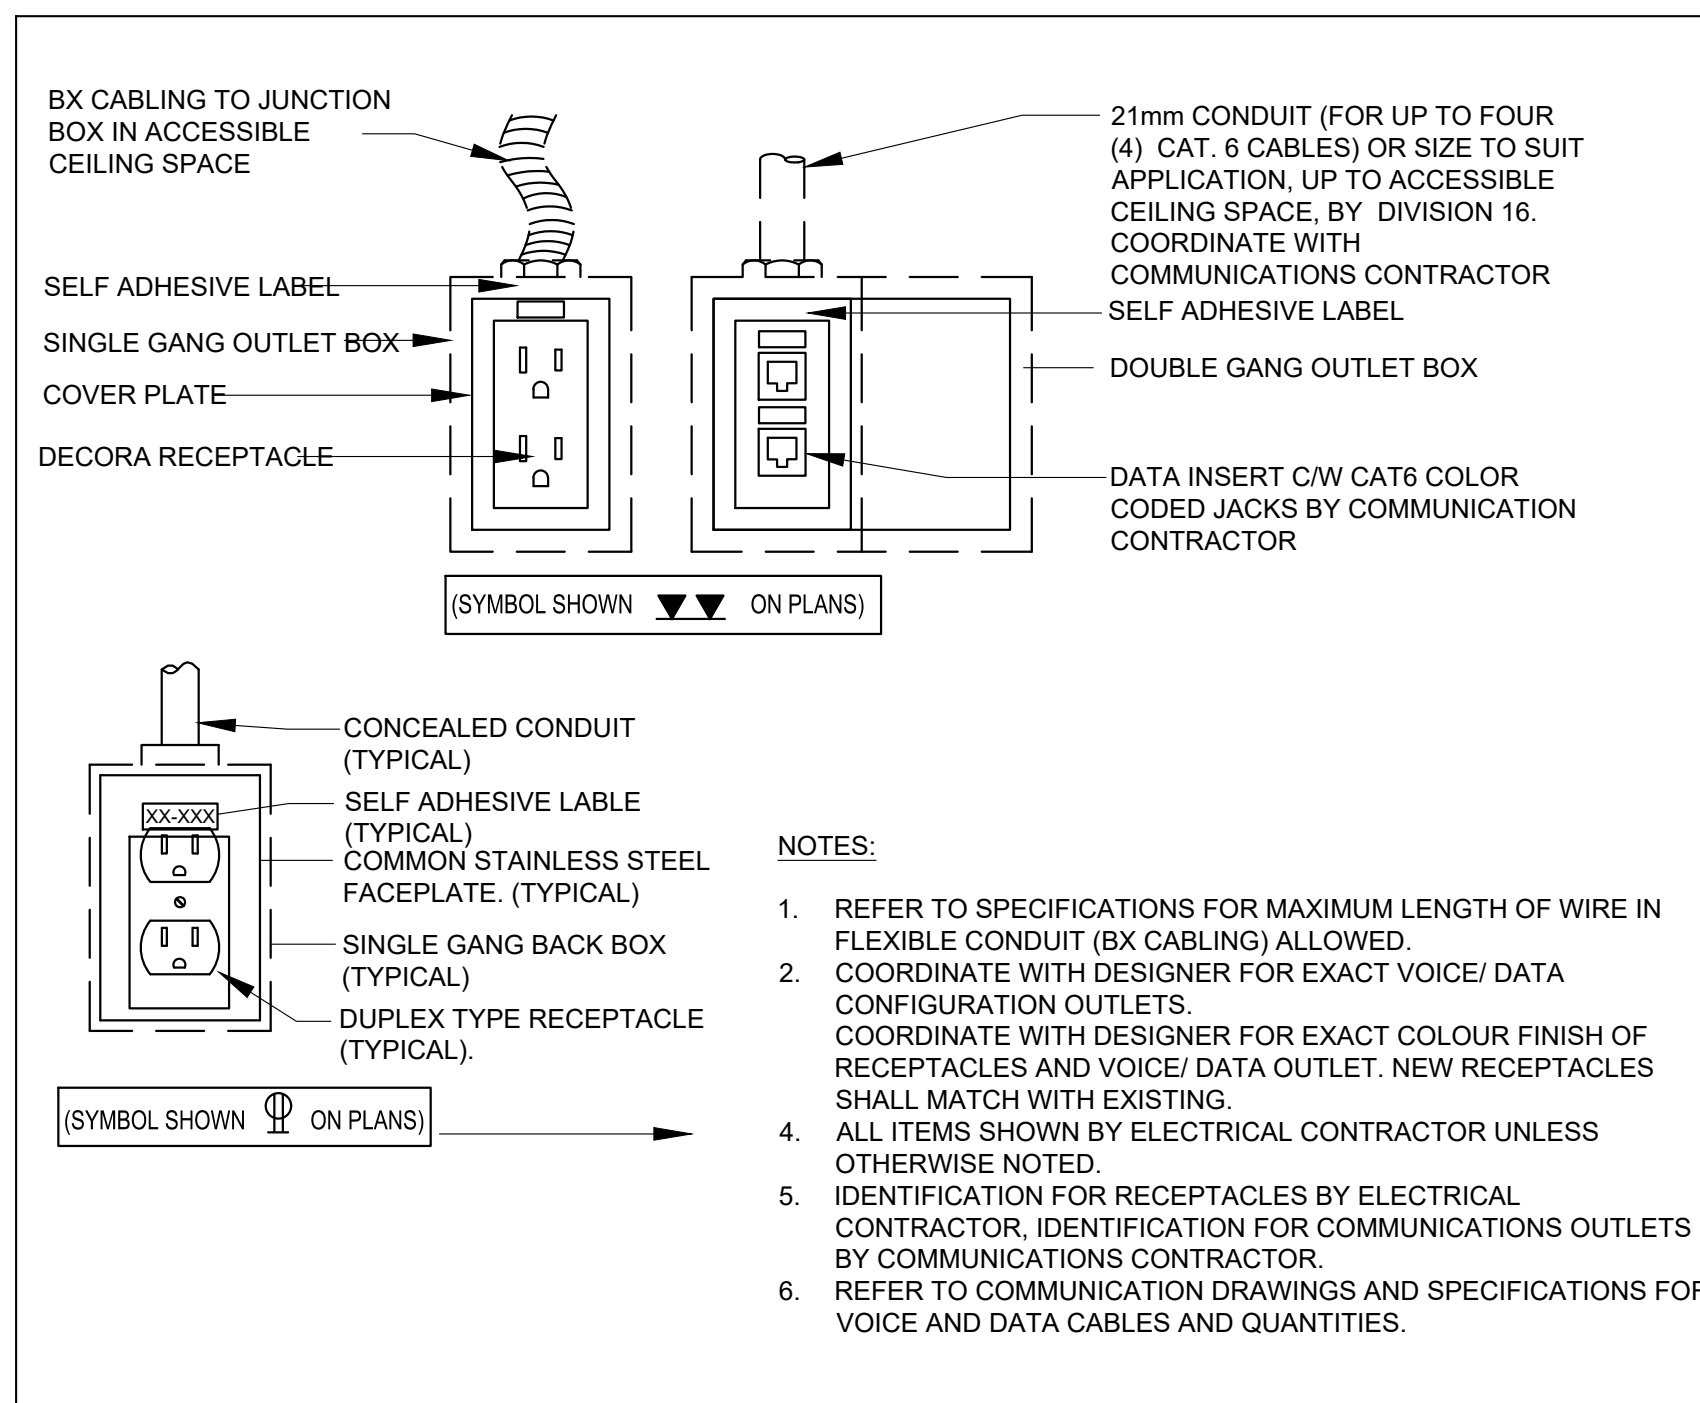 BX CABLING TO JUNCTION
BOX IN ACCESSIBLE
CEILING SPACE
SELF ADHESIVE LABEL
SINGLE GANG OUTLET BOX
COVER PLATE
DECORA RECEPTACLE
21mm CONDUIT (FOR UP TO FOUR
(4) CAT. 6 CABLES) OR SIZE TO SUIT
APPLICATION, UP TO ACCESSIBLE
CEILING SPACE, BY DIVISION 16.
COORDINATE WITH
COMMUNICATIONS CONTRACTOR
SELF ADHESIVE LABEL
DOUBLE GANG OUTLET BOX
DATA INSERT C/W CAT6 COLOR
CODED JACKS BY COMMUNICATION
CONTRACTOR
(SYMBOL SHOWN ON PLANS)
CONCEALED CONDUIT
(TYPICAL)
XX-XXX
SELF ADHESIVE LABLE
(TYPICAL)
COMMON STAINLESS STEEL
FACEPLATE. (TYPICAL)
SINGLE GANG BACK BOX
(TYPICAL)
DUPLEX TYPE RECEPTACLE
(TYPICAL).
(SYMBOL SHOWN ON PLANS)
NOTES:
1. REFER TO SPECIFICATIONS FOR MAXIMUM LENGTH OF WIRE IN
FLEXIBLE CONDUIT (BX CABLING) ALLOWED.
2. COORDINATE WITH DESIGNER FOR EXACT VOICE/ DATA
CONFIGURATION OUTLETS.
COORDINATE WITH DESIGNER FOR EXACT COLOUR FINISH OF
RECEPTACLES AND VOICE/ DATA OUTLET. NEW RECEPTACLES
SHALL MATCH WITH EXISTING.
4. ALL ITEMS SHOWN BY ELECTRICAL CONTRACTOR UNLESS
OTHERWISE NOTED.
5. IDENTIFICATION FOR RECEPTACLES BY ELECTRICAL
CONTRACTOR, IDENTIFICATION FOR COMMUNICATIONS OUTLETS
BY COMMUNICATIONS CONTRACTOR.
6. REFER TO COMMUNICATION DRAWINGS AND SPECIFICATIONS FOR
VOICE AND DATA CABLES AND QUANTITIES.